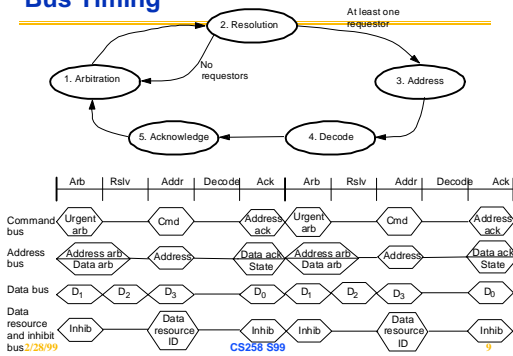 Bus Timing
2. Resolution
At least one
requestor
No
requestors
1. Arbitration
3. Address
5. Acknowledge
4. Decode
Arb Rslv Addr Decode Ack Arb Rslv Addr Decode Ack
Command
bus
Urgent
arb
Cmd
Address
ack
Urgent
arb
Cmd
Address
ack
Address
bus
Address arb
Data arb
Address
Data ack
State
Address arb
Data arb
Address
Data ack
State
Data bus
D1 D2 D3 D0 D1 D2 D3 D0
Data
resource
and inhibit
bus
Inhib
Data
resource
ID
Inhib
Inhib
Data
resource
ID
Inhib
2/28/99 CS258 S99 9